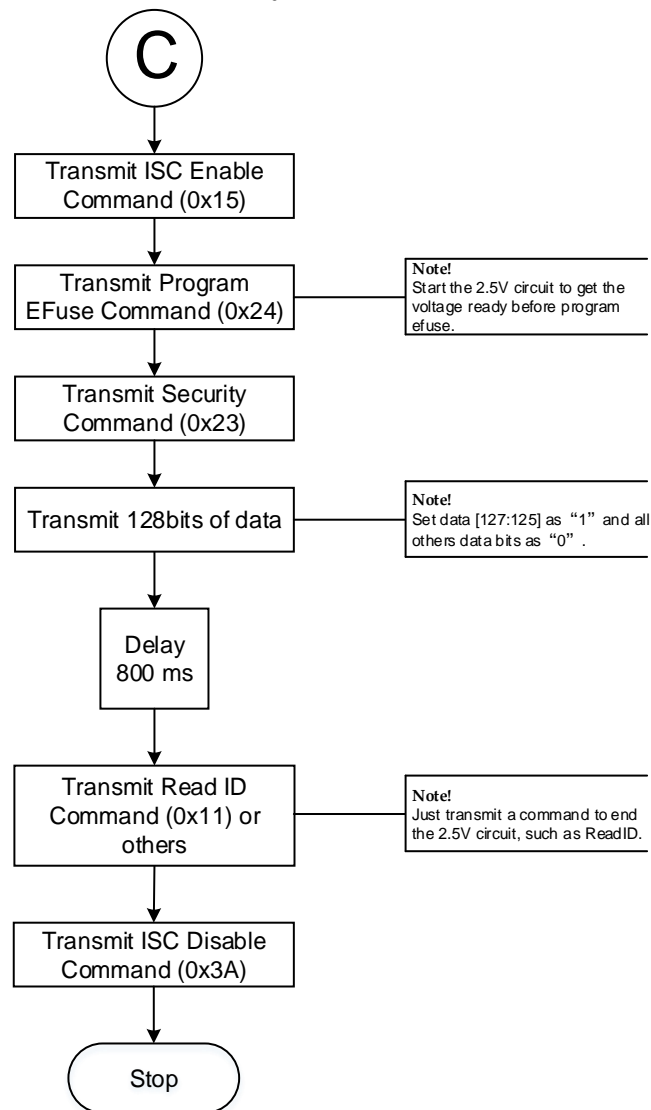 C
Transmit ISC Enable
Command (0x15)
Transmit Program
EFuse Command (0x24)
Note!
Start the 2.5V circuit to get the
voltage ready before program
efuse.
Transmit Security
Command (0x23)
Transmit 128bits of data
Note!
Set data [127:125] as “1” and all
others data bits as “0” .
Delay
800 ms
Transmit Read ID
Command (0x11) or
others
Note!
Just transmit a command to end
the 2.5V circuit, such as ReadID.
Transmit ISC Disable
Command (0x3A)
Stop